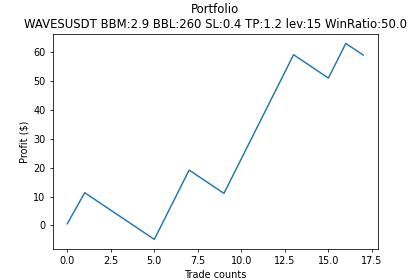 Portfolio
WAVESUSDT BBM:2.9 BBL:260 SL:0.4 TP:1.2 lev:15 WinRatio:50.0
60
50
40
30
20
10
0
Profit ($)
0.0 2.5 5.0 7.5 10.0 12.5 15.0 17.5
Trade counts